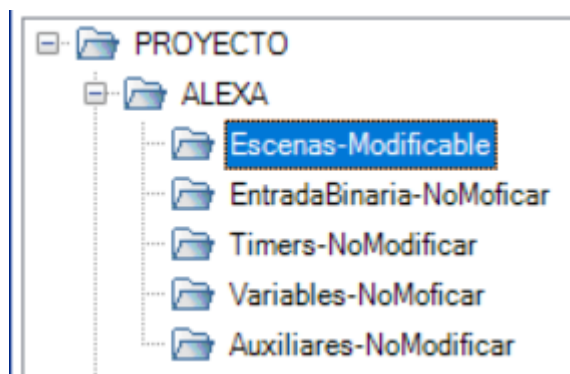 PROYECTO
ALEXA
Escenas-Modificable
EntradaBinaria-NoMoficar
Timers-NoModificar
Variables-NoMoficar
Auxiliares-NoModificar